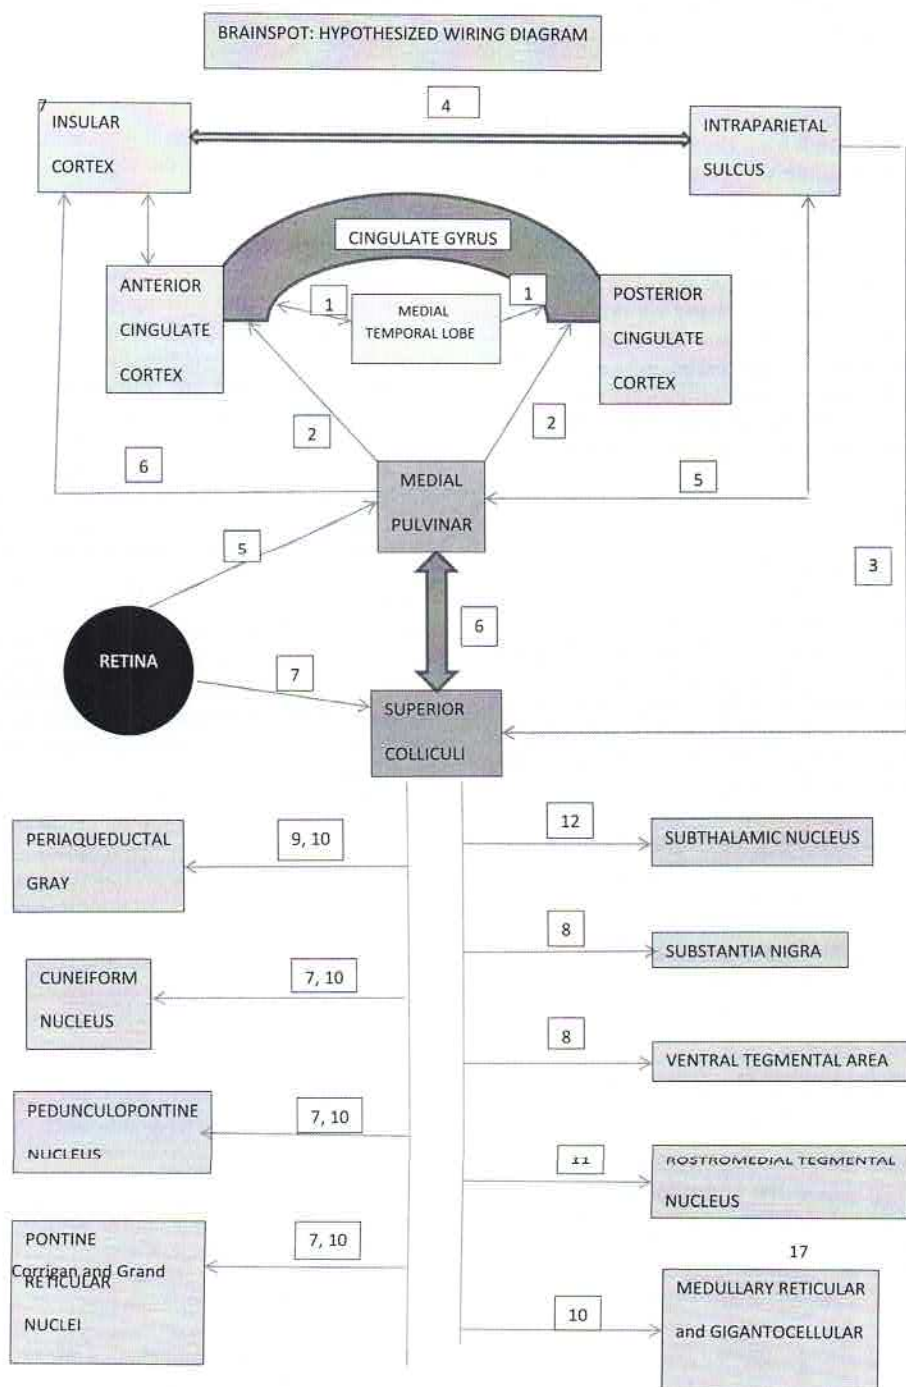 BRAINSPOT: HYPOTHESIZED WIRING DIAGRAM
7
INSULAR
CORTEX
4
INTRAPARIETAL
SULCUS
CINGULATE GYRUS
ANTERIOR
CINGULATE
CORTEX
1
MEDIAL
TEMPORAL LOBE
1
POSTERIOR
CINGULATE
CORTEX
2
2
6
MEDIAL
PULVINAR
5
5
3
6
RETINA
7
SUPERIOR
COLLICULI
PERIAQUEDUCTAL
GRAY
9, 10
12
SUBTHALAMIC NUCLEUS
8
SUBSTANTIA NIGRA
CUNEIFORM
NUCLEUS
7, 10
8
VENTRAL TEGMENTAL AREA
PEDUNCULOPONTINE
NUCLEUS
7, 10
11
ROSTROMEDIAL TEGMENTAL
NUCLEUS
PONTINE
RETICULAR
NUCLEI
7, 10
Corrigan and Grand
17
10
MEDULLARY RETICULAR
and GIGANTOCELLULAR